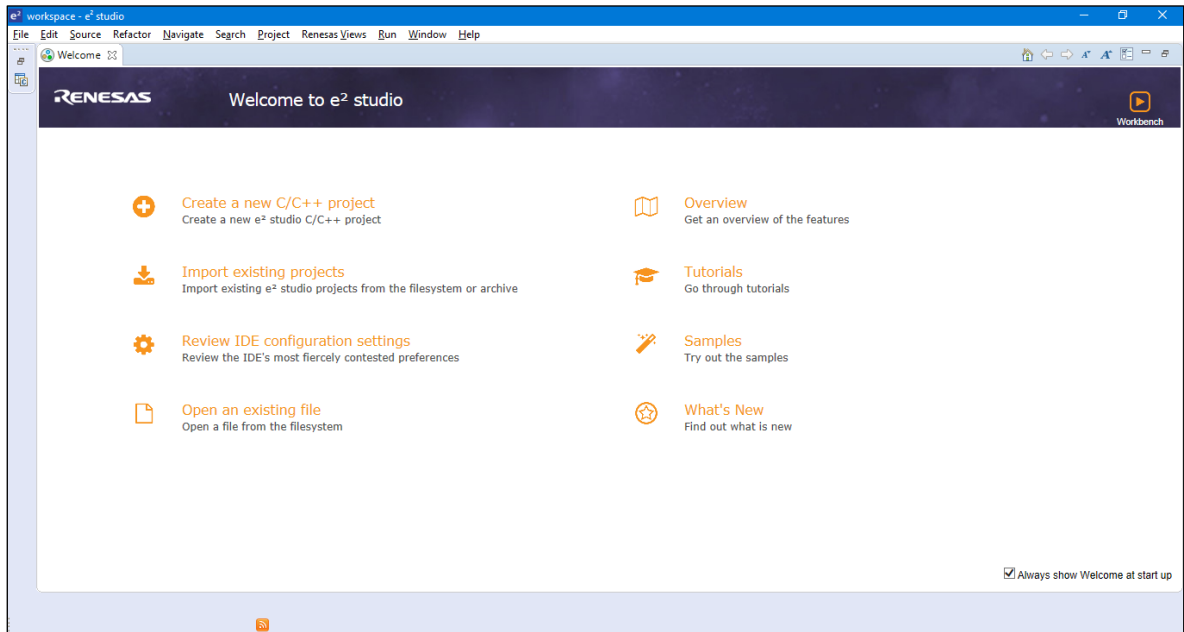 e² workspace - e² studio
File Edit Source Refactor Navigate Search Project Renesas Views Run Window Help
Welcome
RENESAS
Welcome to e² studio
Workbench
Create a new C/C++ project
Create a new e² studio C/C++ project
Import existing projects
Import existing e² studio projects from the filesystem or archive
Review IDE configuration settings
Review the IDE's most fiercely contested preferences
Open an existing file
Open a file from the filesystem
Overview
Get an overview of the features
Tutorials
Go through tutorials
Samples
Try out the samples
What's New
Find out what is new
Always show Welcome at start up